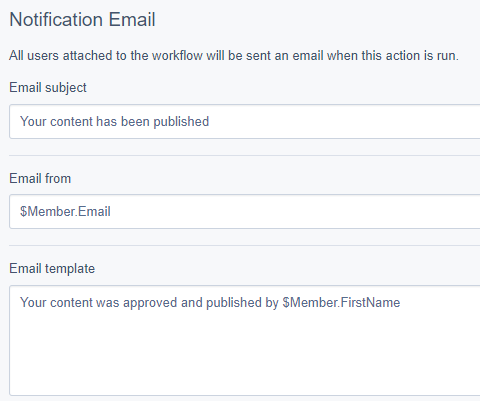 Notification Email
All users attached to the workflow will be sent an email when this action is run.
Email subject
Your content has been published
Email from
$Member.Email
Email template
Your content was approved and published by $Member.FirstName